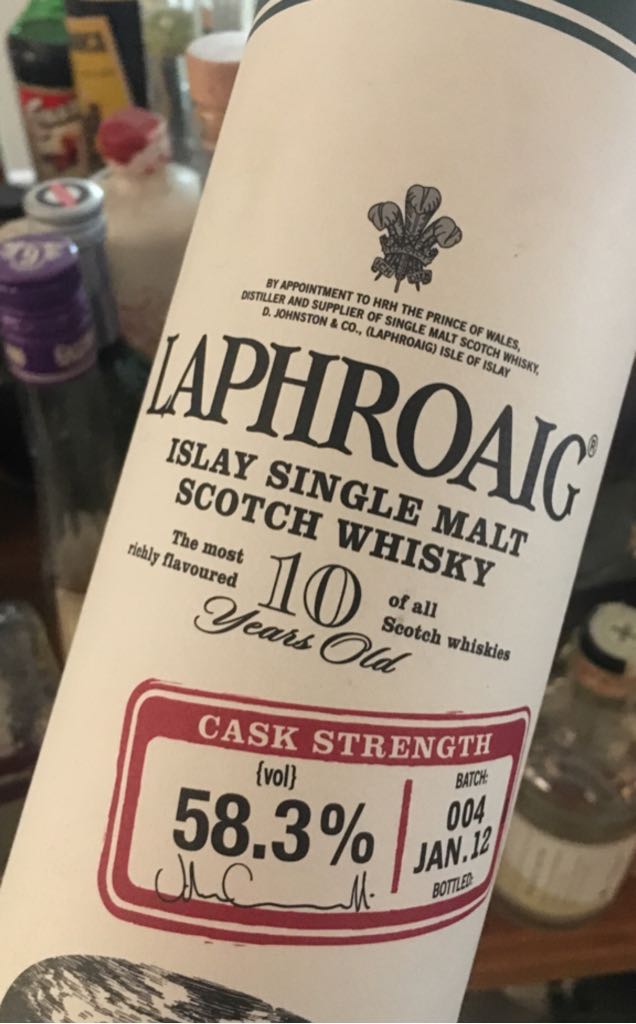 BY APPOINTMENT TO HRH THE PRINCE OF WALES,
DISTILLER AND SUPPLIER OF SINGLE MALT SCOTCH WHISKY,
D. JOHNSTON & CO., (LAPHROAIG) ISLE OF ISLAY
LAPHROAIG®
ISLAY SINGLE MALT
SCOTCH WHISKY
The most
richly flavoured
10
Years Old
of all
Scotch whiskies
CASK STRENGTH
{vol}
58.3%
BATCH:
004
JAN.12
BOTTLED: